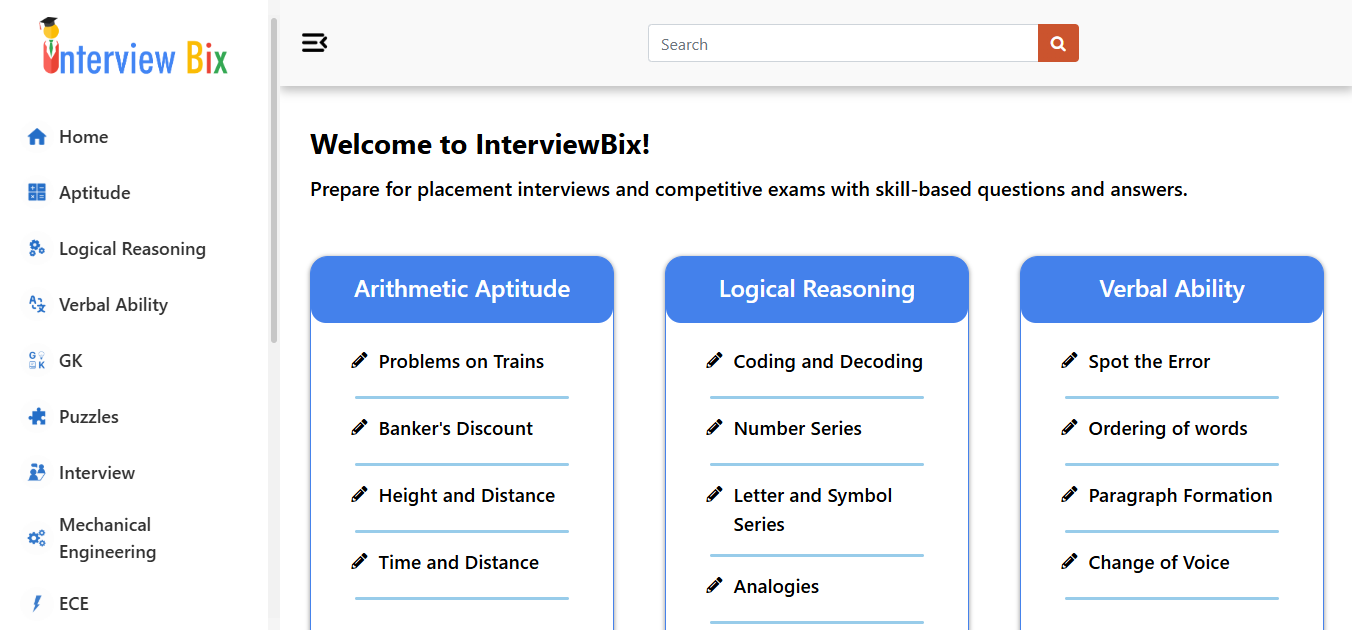 Interview Bix
Home
Aptitude
Logical Reasoning
Verbal Ability
GK
Puzzles
Interview
Mechanical
Engineering
ECE
Search
Welcome to InterviewBix!
Prepare for placement interviews and competitive exams with skill-based questions and answers.
Arithmetic Aptitude
Problems on Trains
Banker's Discount
Height and Distance
Time and Distance
Logical Reasoning
Coding and Decoding
Number Series
Letter and Symbol
Series
Analogies
Verbal Ability
Spot the Error
Ordering of words
Paragraph Formation
Change of Voice